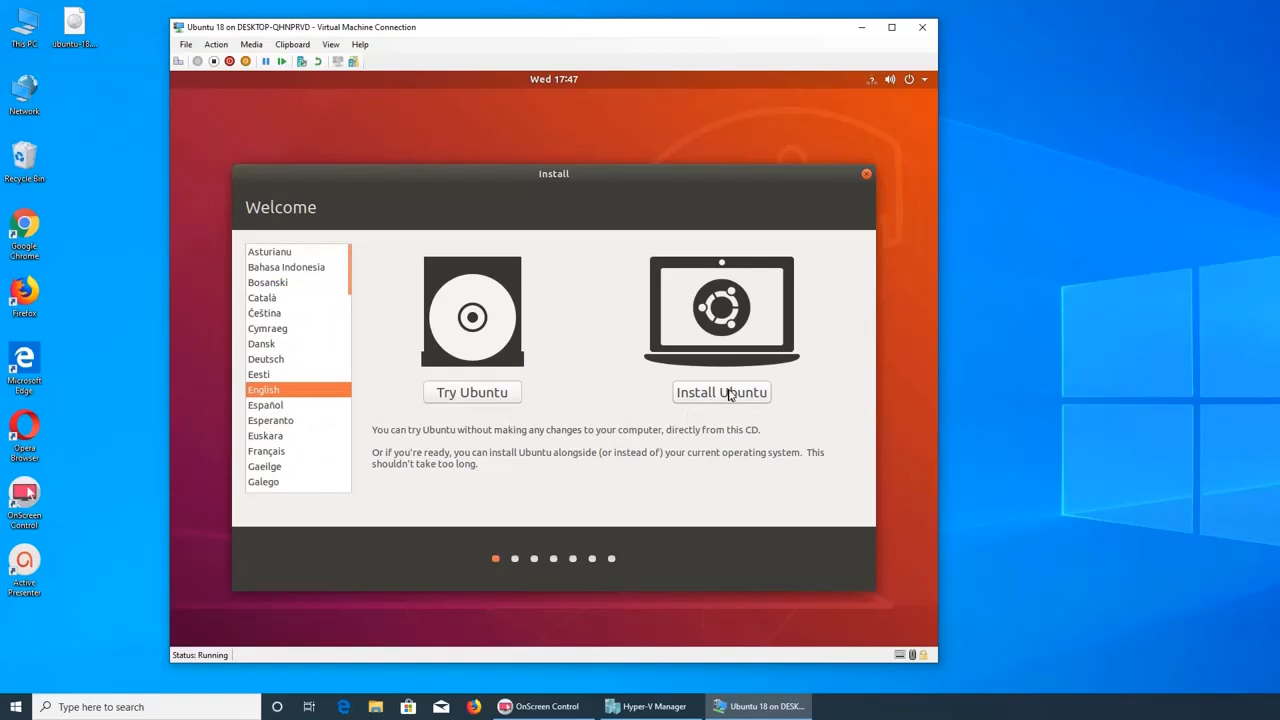 This PC
ubuntu-18....
Network
Recycle Bin
Google
Chrome
Firefox
Microsoft
Edge
Opera
Browser
OnScreen
Control
Active
Presenter
Ubuntu 18 on DESKTOP-QHNPRVD - Virtual Machine Connection
File Action Media Clipboard View Help
Wed 17:47
Install
Welcome
Asturianu
Bahasa Indonesia
Bosanski
Català
Čeština
Cymraeg
Dansk
Deutsch
Eesti
English
Español
Esperanto
Euskara
Français
Gaeilge
Galego
Try Ubuntu
Install Ubuntu
You can try Ubuntu without making any changes to your computer, directly from this CD.
Or if you're ready, you can install Ubuntu alongside (or instead of) your current operating system. This
shouldn't take too long.
Status: Running
Type here to search
OnScreen Control
Hyper-V Manager
Ubuntu 18 on DESK...